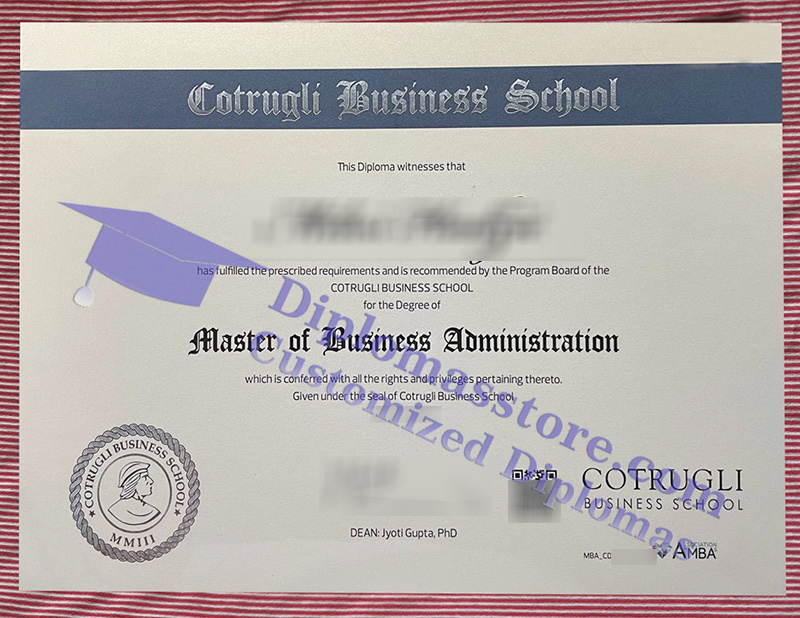 Cotrugli Business School
This Diploma witnesses that
has fulfilled the prescribed requirements and is recommended by the Program Board of the
COTRUGLI BUSINESS SCHOOL
for the Degree of
Master of Business Administration
which is conferred with all the rights and privileges pertaining thereto.
Given under the seal of Cotrugli Business School
Diplomasstore.com
Customized Diplomas
COTRUGLI BUSINESS SCHOOL
MMIII
DEAN: Jyoti Gupta, PhD
COTRUGLI
BUSINESS SCHOOL
MBA_CD
ASSOCIATION
AMBA